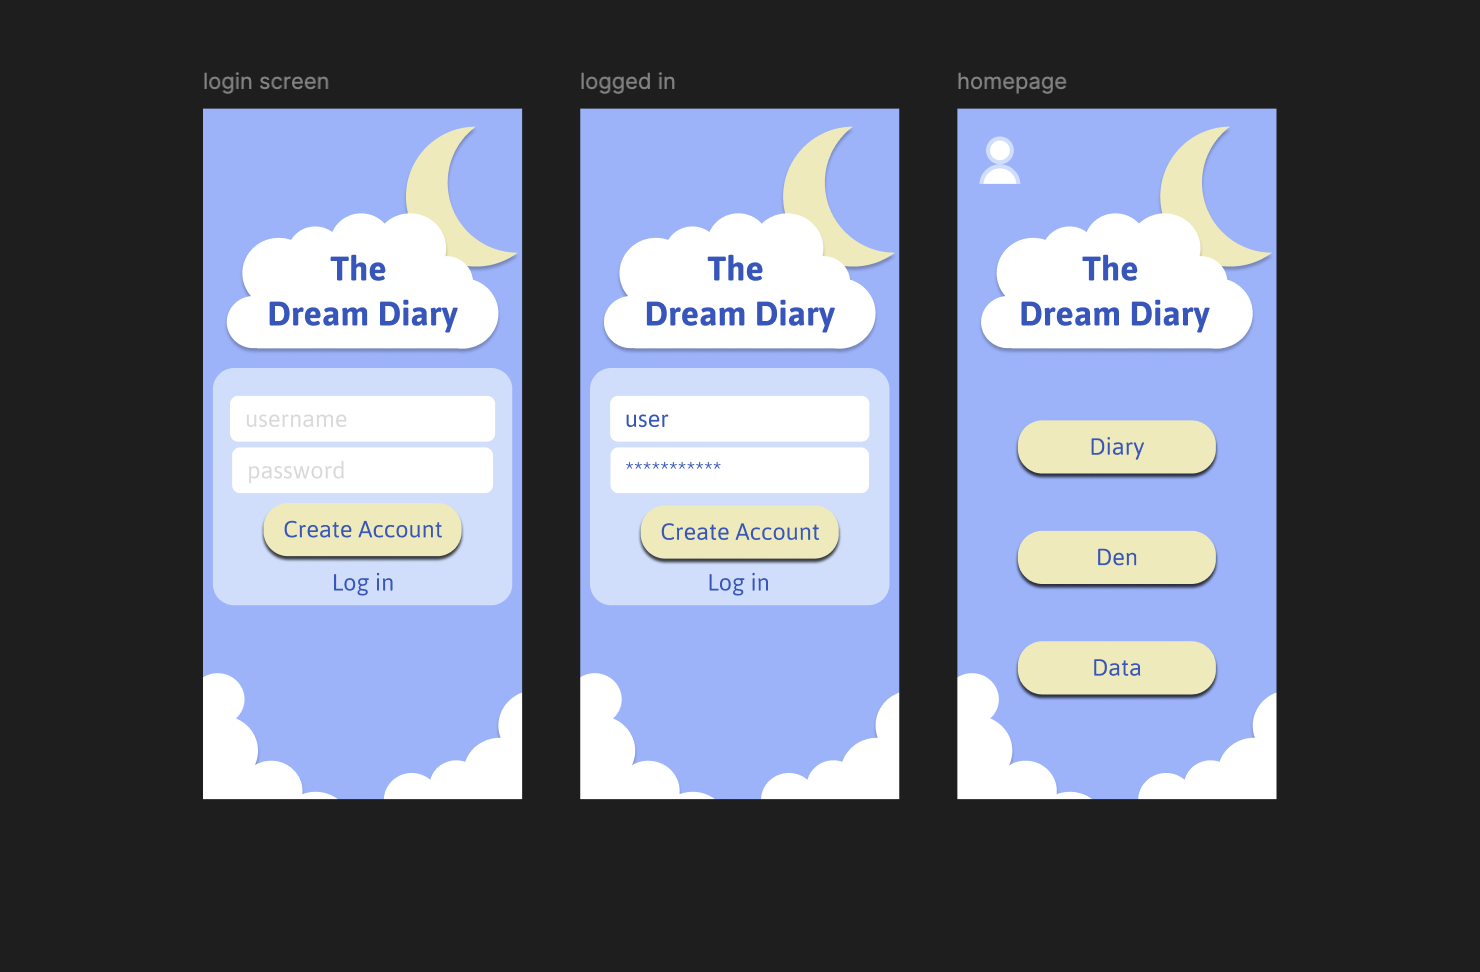 login screen
The
Dream Diary
username
password
Create Account
Log in
logged in
The
Dream Diary
user
***********
Create Account
Log in
homepage
The
Dream Diary
Diary
Den
Data